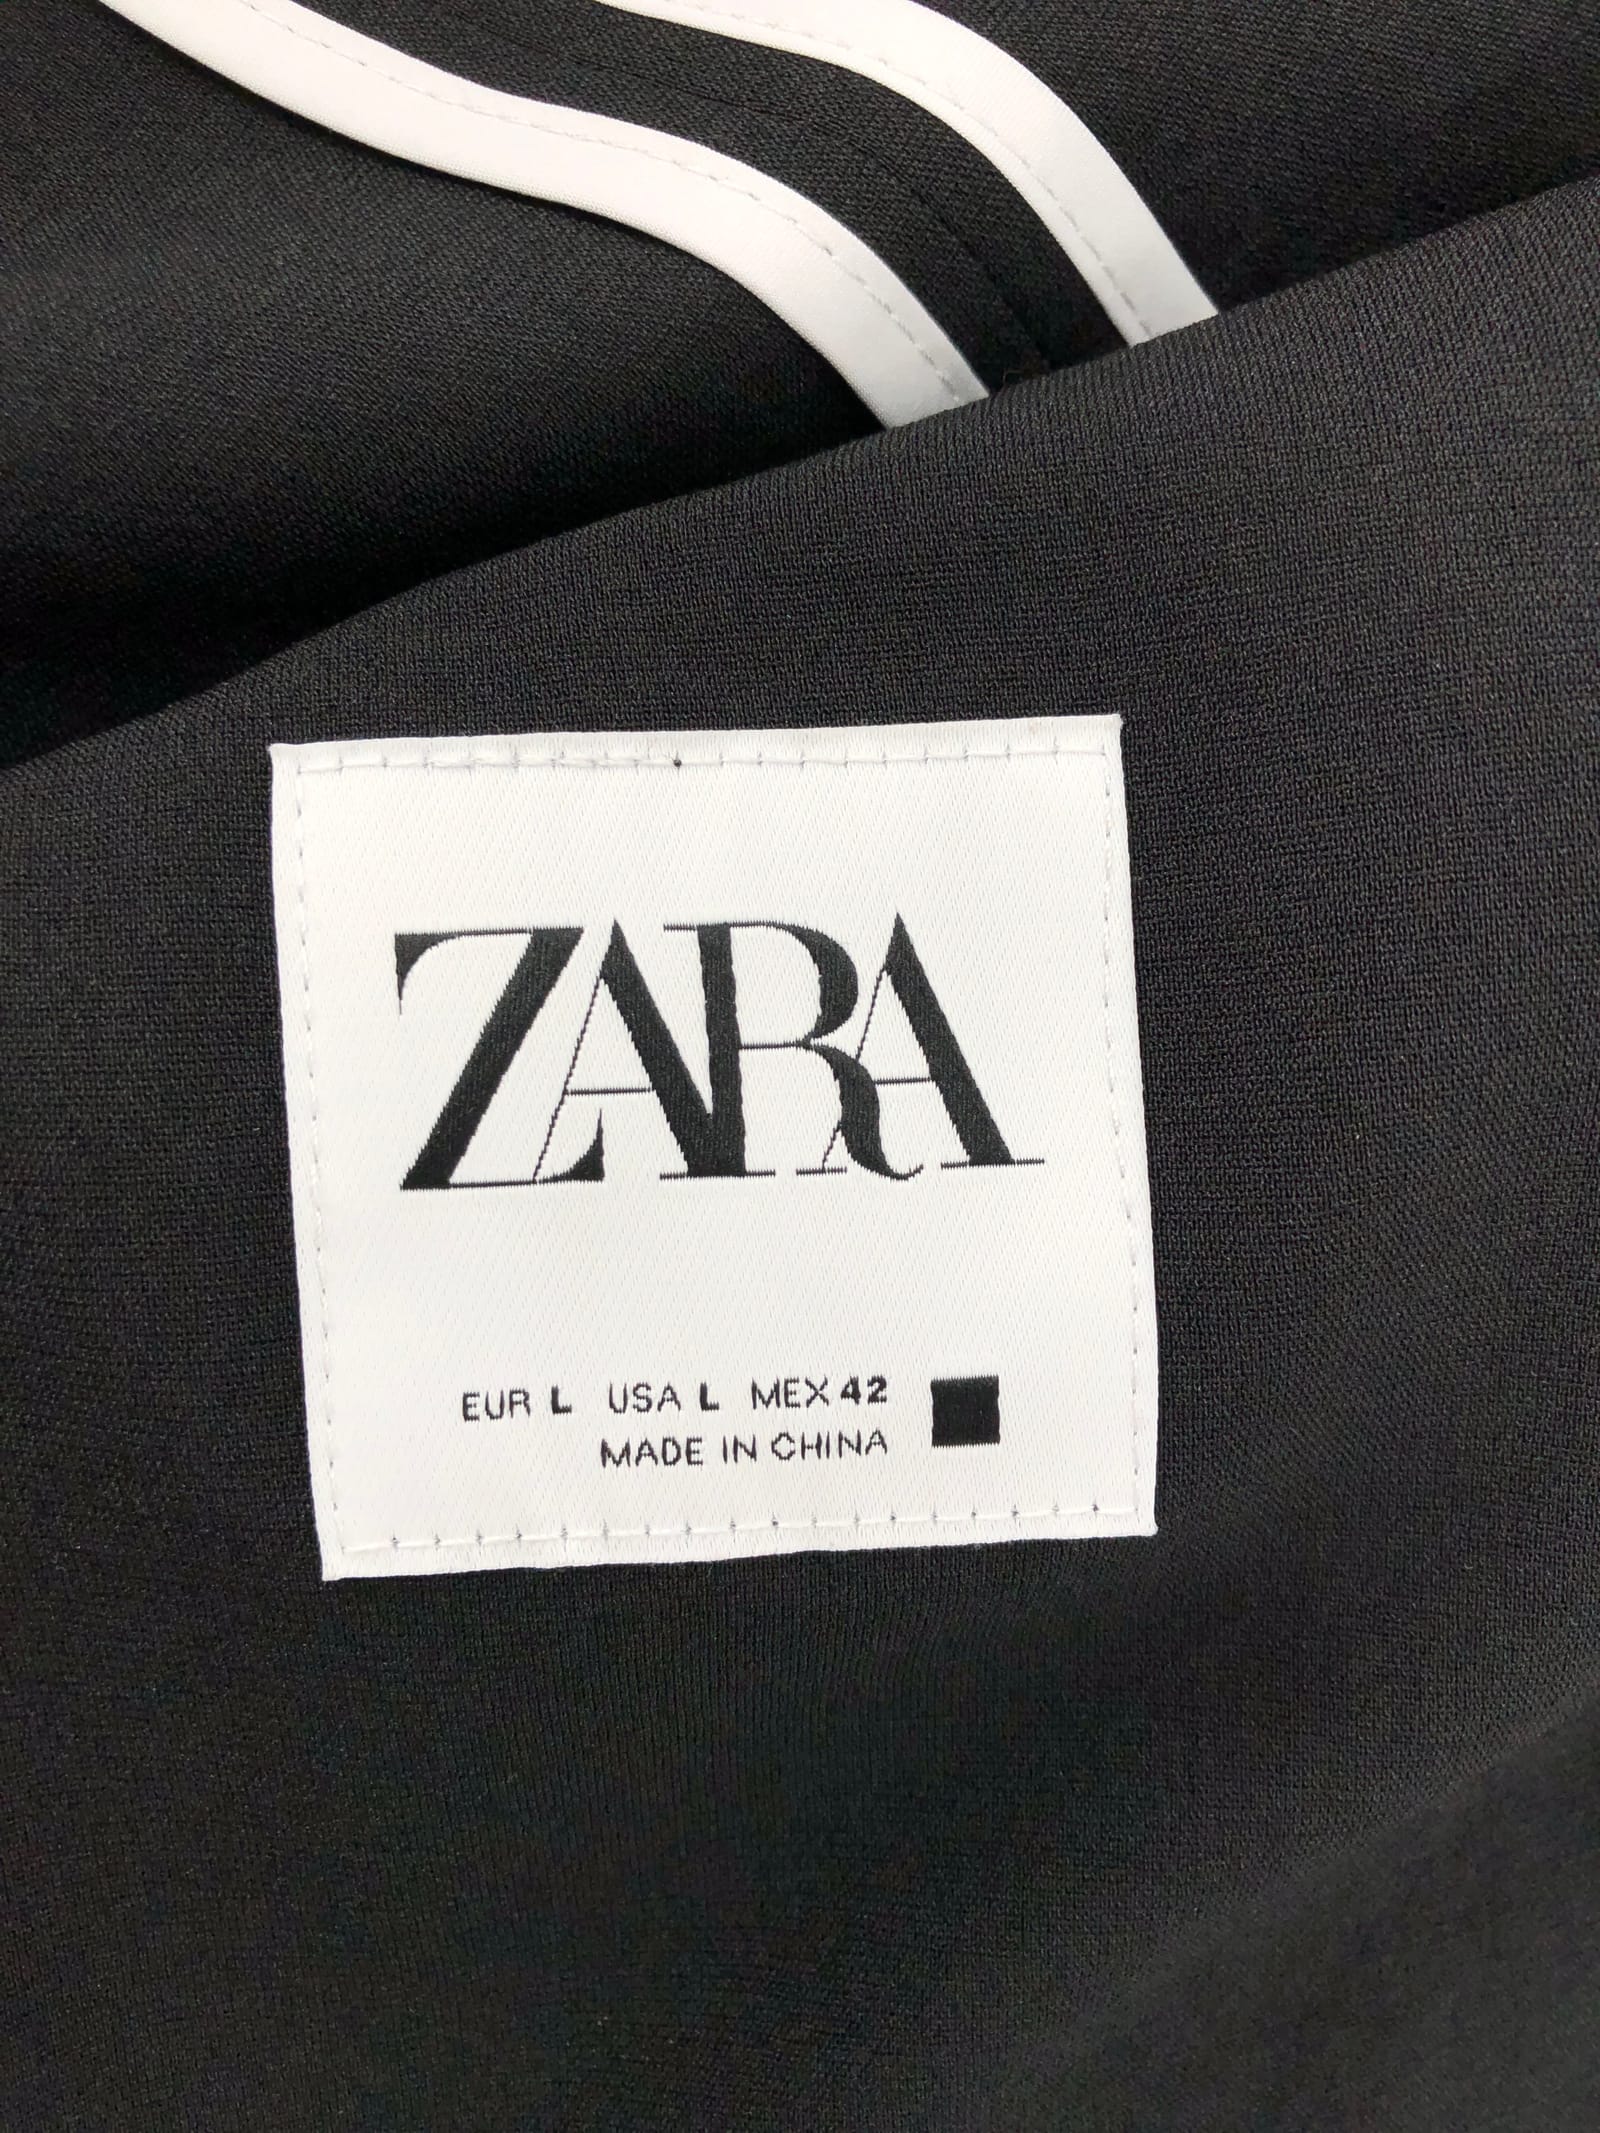 ZARA
EUR L USA L MEX 42
MADE IN CHINA